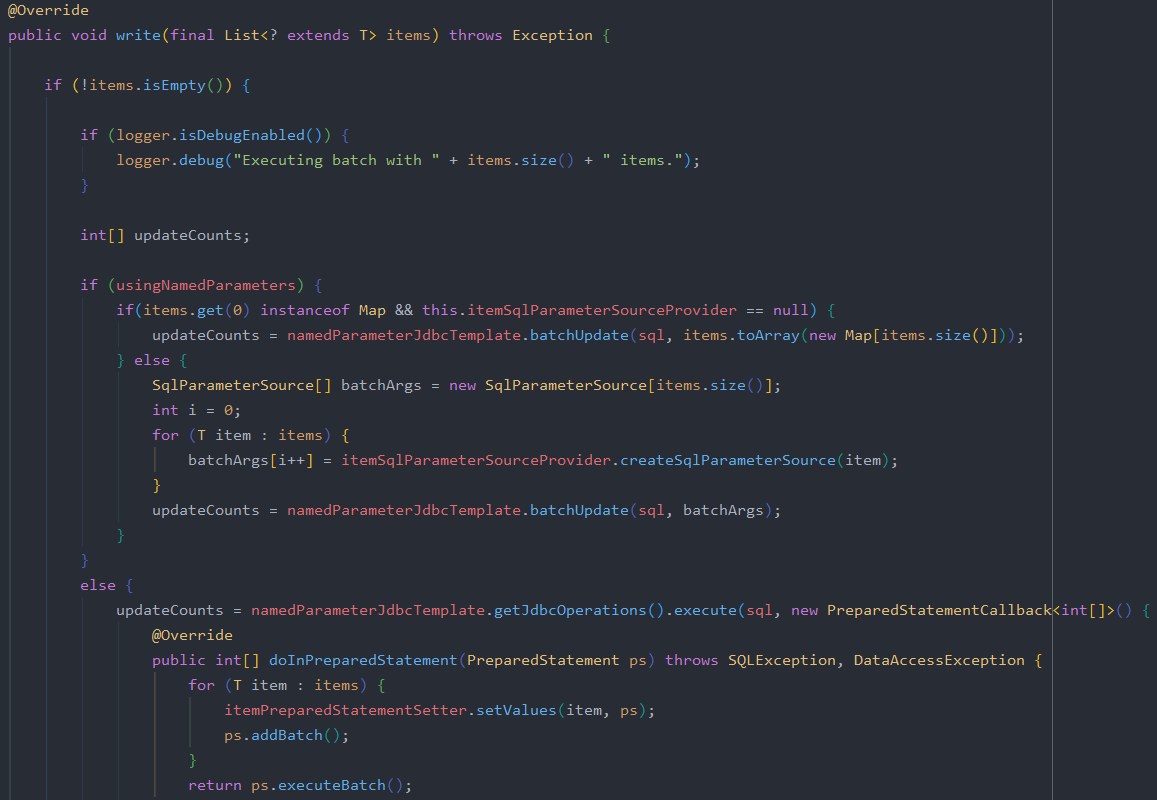 @Override
public void write(final List<? extends T> items) throws Exception {
if (!items.isEmpty()) {
if (logger.isDebugEnabled()) {
logger.debug("Executing batch with " + items.size() + " items.");
}
int[] updateCounts;
if (usingNamedParameters) {
if(items.get(0) instanceof Map && this.itemSqlParameterSourceProvider == null) {
updateCounts = namedParameterJdbcTemplate.batchUpdate(sql, items.toArray(new Map[items.size()]));
} else {
SqlParameterSource[] batchArgs = new SqlParameterSource[items.size()];
int i = 0;
for (T item : items) {
batchArgs[i++] = itemSqlParameterSourceProvider.createSqlParameterSource(item);
}
updateCounts = namedParameterJdbcTemplate.batchUpdate(sql, batchArgs);
}
}
else {
updateCounts = namedParameterJdbcTemplate.getJdbcOperations().execute(sql, new PreparedStatementCallback<int[]>() {
@Override
public int[] doInPreparedStatement(PreparedStatement ps) throws SQLException, DataAccessException {
for (T item : items) {
itemPreparedStatementSetter.setValues(item, ps);
ps.addBatch();
}
return ps.executeBatch();